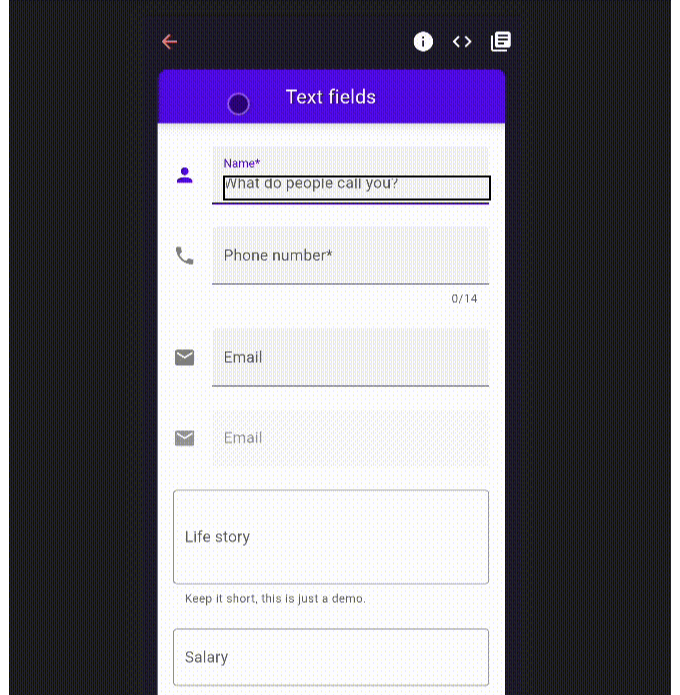 Text fields
Name*
What do people call you?
Phone number*
0/14
Email
Email
Life story
Keep it short, this is just a demo.
Salary